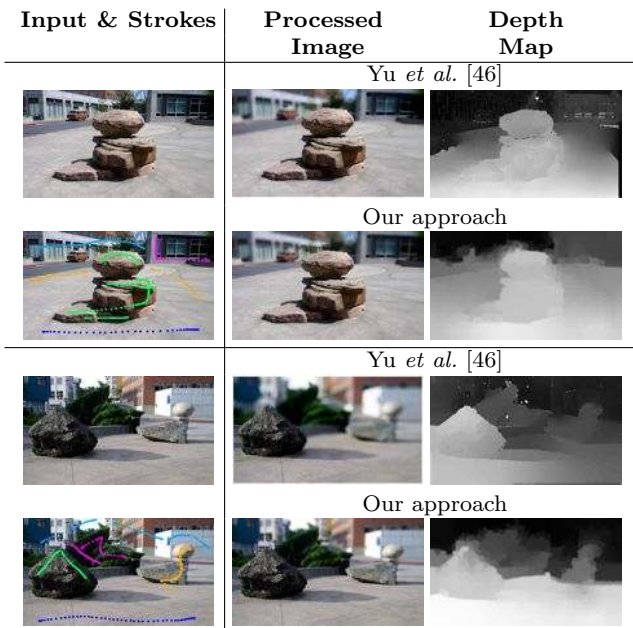 Input & Strokes Processed Image Depth Map
Yu et al. [46]
Our approach
Yu et al. [46]
Our approach